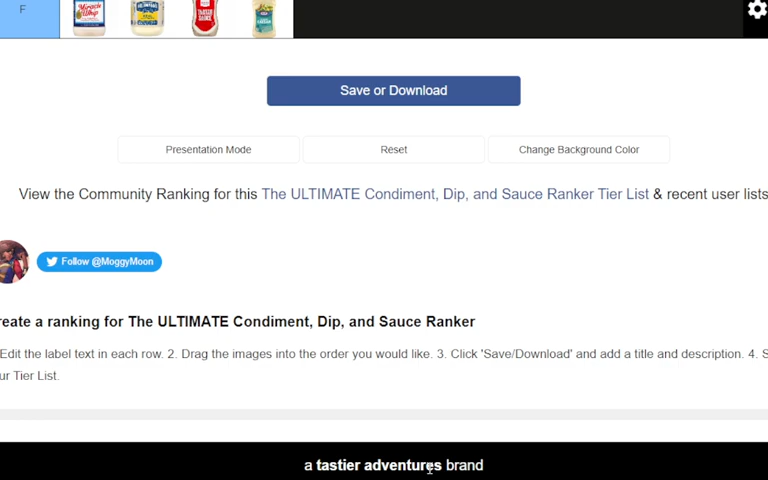 F
Miracle Whip
Save or Download
Presentation Mode
Reset
Change Background Color
View the Community Ranking for this The ULTIMATE Condiment, Dip, and Sauce Ranker Tier List & recent user lists
Follow @MoggyMoon
reate a ranking for The ULTIMATE Condiment, Dip, and Sauce Ranker
Edit the label text in each row. 2. Drag the images into the order you would like. 3. Click 'Save/Download' and add a title and description. 4. S
ur Tier List.
a tastier adventures brand